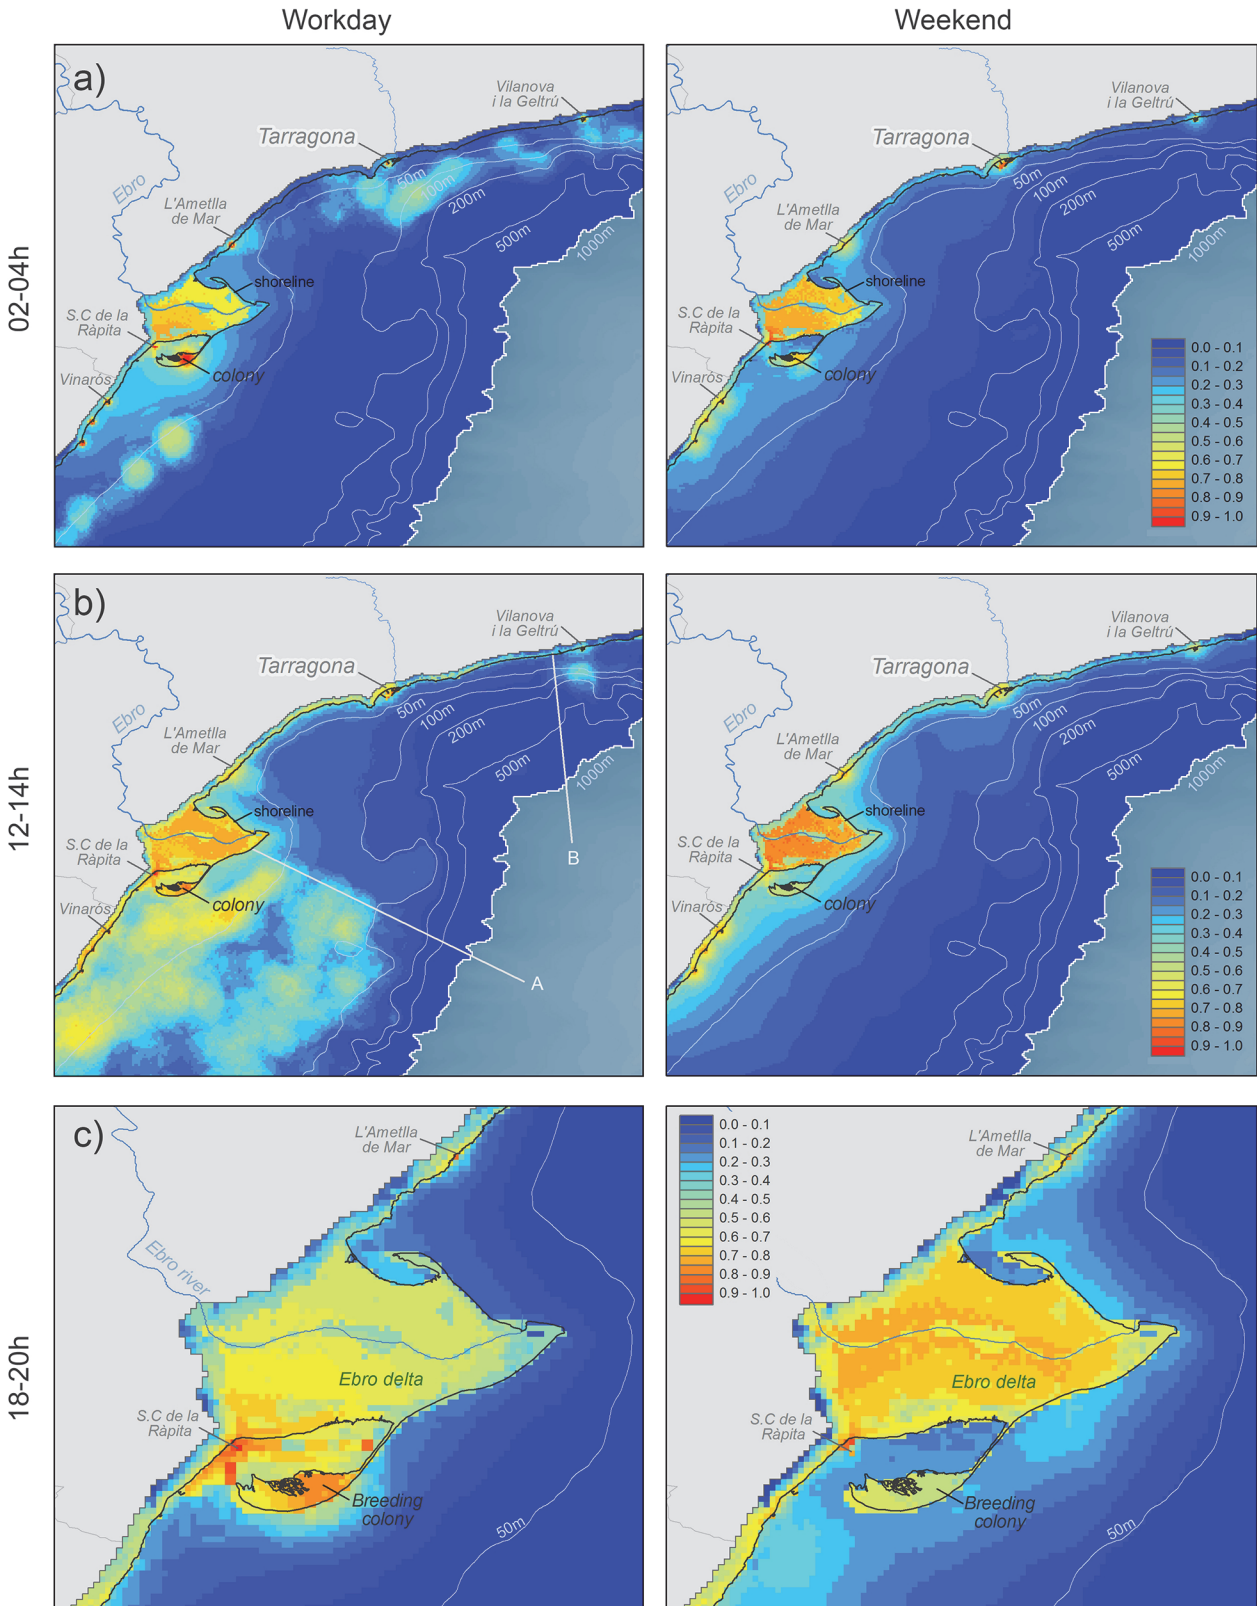 Workday
Weekend
02-04h
a)
Vilanova
i la Geltrú
Tarragona
Ebro
L'Ametlla
de Mar
50m
100m
200m
500m
1000m
shoreline
S.C de la
Ràpita
colony
Vinaròs
Vilanova
i la Geltrú
Tarragona
Ebro
L'Ametlla
de Mar
50m
100m
200m
500m
1000m
shoreline
S.C de la
Ràpita
colony
Vinaròs
0.0 - 0.1
0.1 - 0.2
0.2 - 0.3
0.3 - 0.4
0.4 - 0.5
0.5 - 0.6
0.6 - 0.7
0.7 - 0.8
0.8 - 0.9
0.9 - 1.0
12-14h
b)
Vilanova
i la Geltrú
Tarragona
Ebro
L'Ametlla
de Mar
50m
100m
200m
500m
1000m
shoreline
S.C de la
Ràpita
B
colony
Vinaròs
A
Vilanova
i la Geltrú
Tarragona
Ebro
L'Ametlla
de Mar
50m
100m
200m
500m
1000m
shoreline
S.C de la
Ràpita
colony
Vinaròs
0.0 - 0.1
0.1 - 0.2
0.2 - 0.3
0.3 - 0.4
0.4 - 0.5
0.5 - 0.6
0.6 - 0.7
0.7 - 0.8
0.8 - 0.9
0.9 - 1.0
18-20h
c)
L'Ametlla
de Mar
Ebro river
Ebro delta
S.C de la
Ràpita
Breeding
colony
50m
0.0 - 0.1
0.1 - 0.2
0.2 - 0.3
0.3 - 0.4
0.4 - 0.5
0.5 - 0.6
0.6 - 0.7
0.7 - 0.8
0.8 - 0.9
0.9 - 1.0
L'Ametlla
de Mar
Ebro delta
S.C de la
Ràpita
Breeding
colony
50m